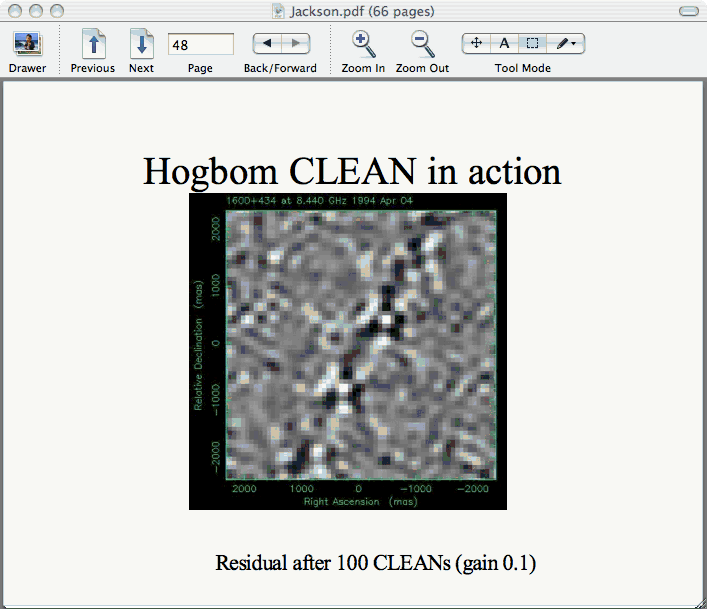 Jackson.pdf (66 pages)
48
Drawer
Previous
Next
Page
Back/Forward
Zoom In
Zoom Out
A
Tool Mode
Hogbom CLEAN in action
1600+434 at 8.440 GHz 1994 Apr 04
Relative Declination (mas)
2000
1000
0
−1000
−2000
2000 1000 0 −1000 −2000
Right Ascension (mas)
Residual after 100 CLEANs (gain 0.1)